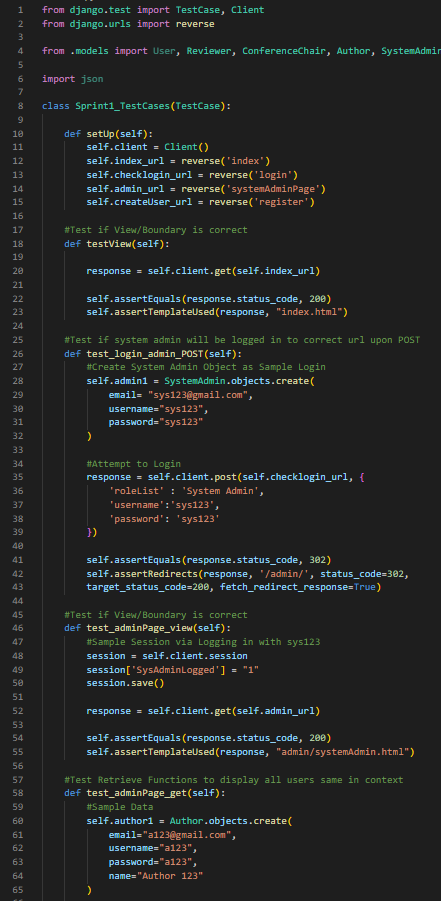 1 from django.test import TestCase, Client
2 from django.urls import reverse
3
4 from .models import User, Reviewer, ConferenceChair, Author, SystemAdmin
5
6 import json
7
8 class Sprint1_TestCases(TestCase):
9
10 def setUp(self):
11 self.client = Client()
12 self.index_url = reverse('index')
13 self.checklogin_url = reverse('login')
14 self.admin_url = reverse('systemAdminPage')
15 self.createUser_url = reverse('register')
16
17 #Test if View/Boundary is correct
18 def testView(self):
19
20 response = self.client.get(self.index_url)
21
22 self.assertEquals(response.status_code, 200)
23 self.assertTemplateUsed(response, "index.html")
24
25 #Test if system admin will be logged in to correct url upon POST
26 def test_login_admin_POST(self):
27 #Create System Admin Object as Sample Login
28 self.admin1 = SystemAdmin.objects.create(
29 email= "sys123@gmail.com",
30 username="sys123",
31 password="sys123"
32 )
33
34 #Attempt to Login
35 response = self.client.post(self.checklogin_url, {
36 'roleList' : 'System Admin',
37 'username':'sys123',
38 'password': 'sys123'
39 })
40
41 self.assertEquals(response.status_code, 302)
42 self.assertRedirects(response, '/admin/', status_code=302,
43 target_status_code=200, fetch_redirect_response=True)
44
45 #Test if View/Boundary is correct
46 def test_adminPage_view(self):
47 #Sample Session via Logging in with sys123
48 session = self.client.session
49 session['SysAdminLogged'] = "1"
50 session.save()
51
52 response = self.client.get(self.admin_url)
53
54 self.assertEquals(response.status_code, 200)
55 self.assertTemplateUsed(response, "admin/systemAdmin.html")
56
57 #Test Retrieve Functions to display all users same in context
58 def test_adminPage_get(self):
59 #Sample Data
60 self.author1 = Author.objects.create(
61 email="a123@gmail.com",
62 username="a123",
63 password="a123",
64 name="Author 123"
65 )